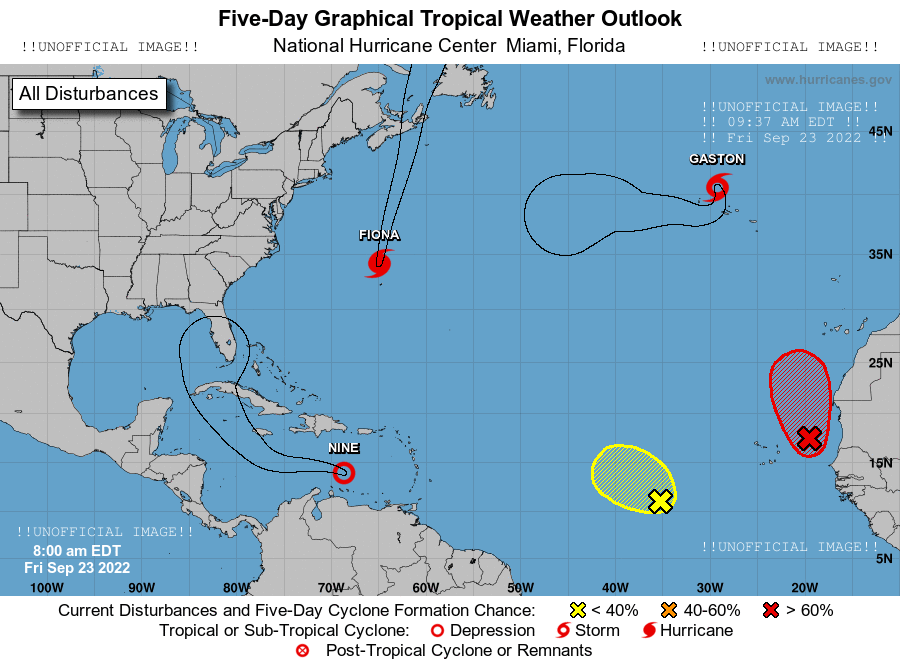 Five-Day Graphical Tropical Weather Outlook
!!UNOFFICIAL IMAGE!! National Hurricane Center Miami, Florida !!UNOFFICIAL IMAGE!!
www.hurricanes.gov
All Disturbances
!!UNOFFICIAL IMAGE!!
!! 09:37 AM EDT !!
!! Fri Sep 23 2022 !!
45N
GASTON
FIONA
35N
25N
NINE
15N
!!UNOFFICIAL IMAGE!!
8:00 am EDT
Fri Sep 23 2022
!!UNOFFICIAL IMAGE!!
5N
100W 90W 80W 70W 60W 50W 40W 30W 20W
Current Disturbances and Five-Day Cyclone Formation Chance: < 40% 40-60% > 60%
Tropical or Sub-Tropical Cyclone: Depression Storm Hurricane
Post-Tropical Cyclone or Remnants